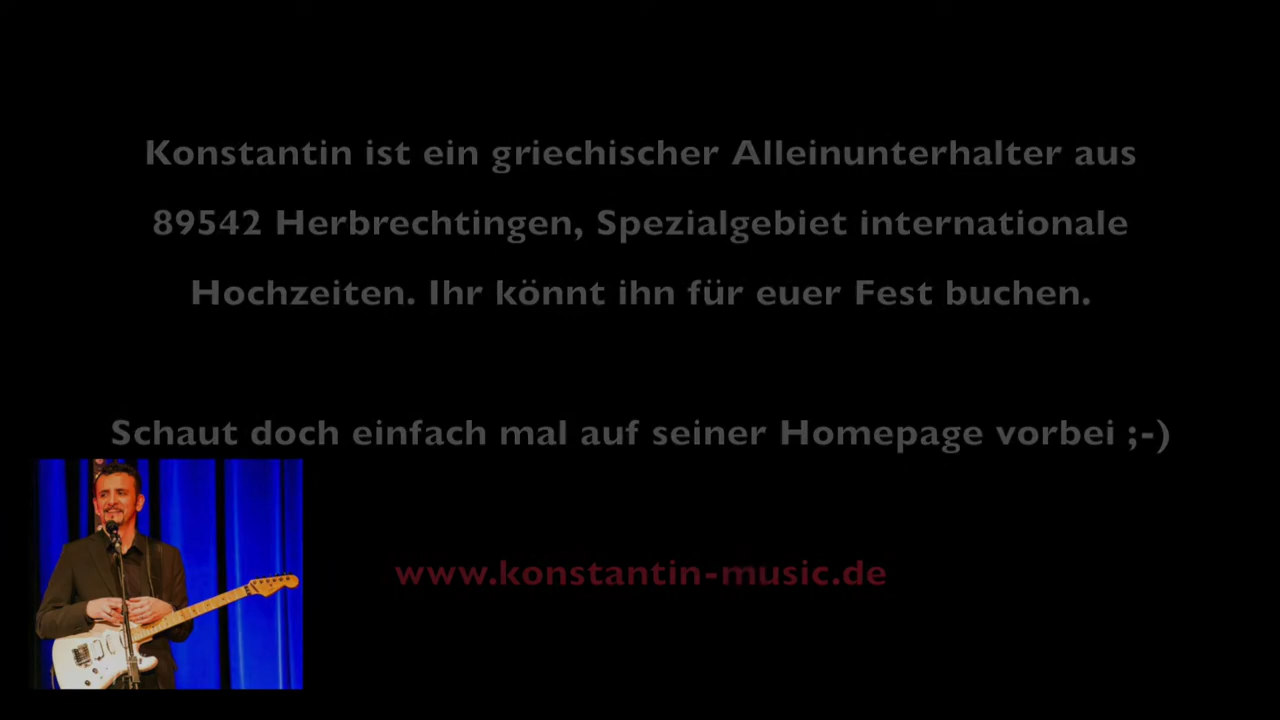 Konstantin ist ein griechischer Alleinunterhalter aus
89542 Herbrechtingen, Spezialgebiet internationale
Hochzeiten. Ihr könnt ihn für euer Fest buchen.
Schaut doch einfach mal auf seiner Homepage vorbei ;-)
www.konstantin-music.de